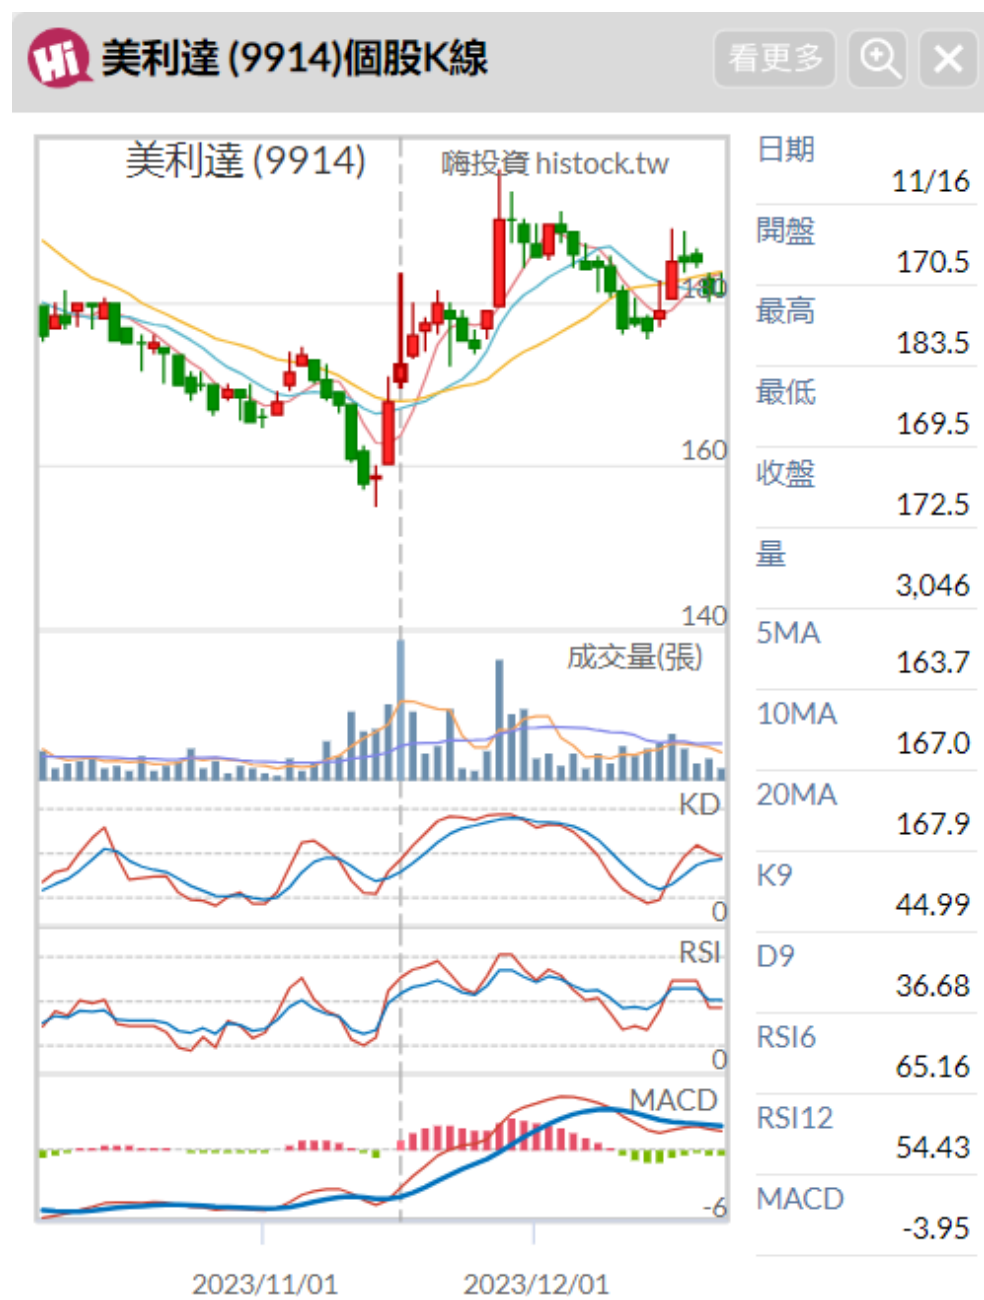 Hi 美利達 (9914)個股K線 看更多
美利達 (9914)
嗨投資 histock.tw
180
160
140
成交量(張)
KD
0
RSI
0
MACD
-6
2023/11/01 2023/12/01
日期
11/16
開盤
170.5
最高
183.5
最低
169.5
收盤
172.5
量
3,046
5MA
163.7
10MA
167.0
20MA
167.9
K9
44.99
D9
36.68
RSI6
65.16
RSI12
54.43
MACD
-3.95